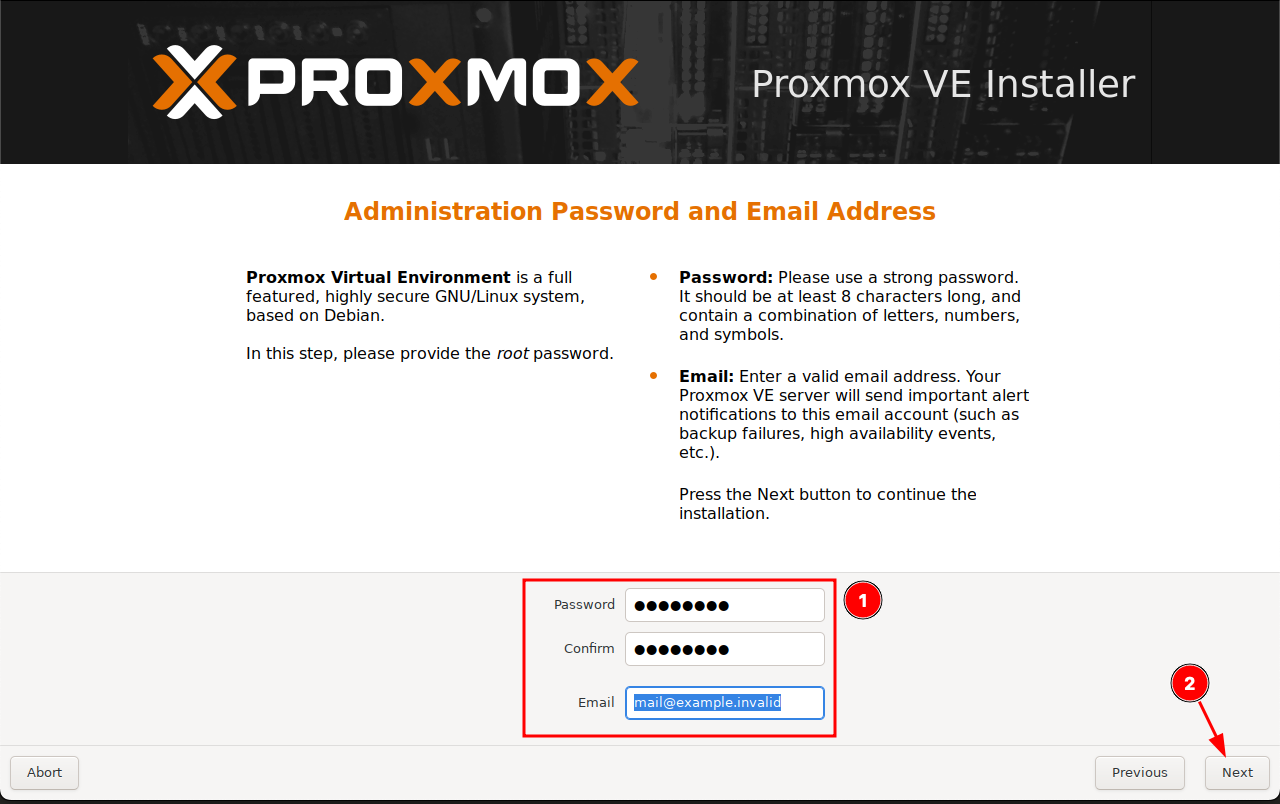 PROXMOX
Proxmox VE Installer
Administration Password and Email Address
Proxmox Virtual Environment is a full
featured, highly secure GNU/Linux system,
based on Debian.
In this step, please provide the root password.
Password: Please use a strong password.
It should be at least 8 characters long, and
contain a combination of letters, numbers,
and symbols.
Email: Enter a valid email address. Your
Proxmox VE server will send important alert
notifications to this email account (such as
backup failures, high availability events,
etc.).
Press the Next button to continue the
installation.
Password ●●●●●●●● 1
Confirm ●●●●●●●●
Email mail@example.invalid
2
Abort Previous Next